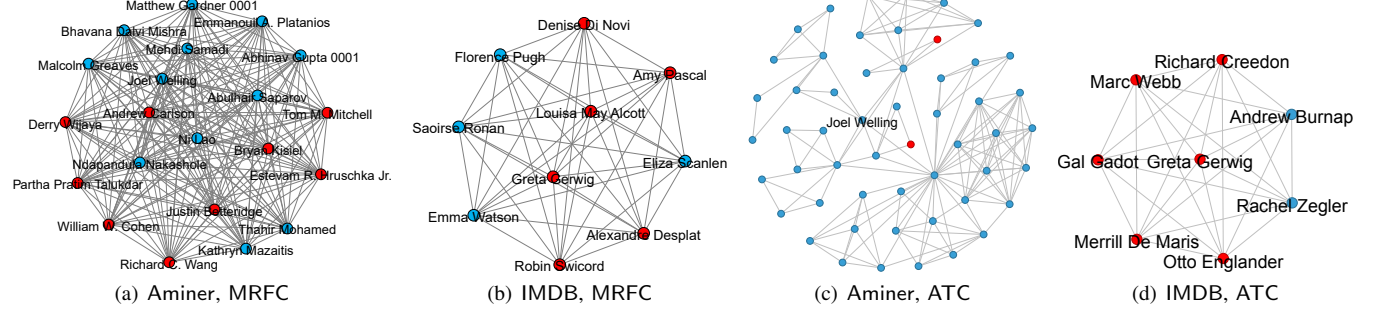 Matthew Gardner 0001
Emmanouil A. Platanios
Bhavana Dalvi Mishra
Mehdi Samadi
Abhinav Gupta 0001
Malcolm Greaves
Joel Welling
Abulhair Saparov
Andrew Carlson
Tom M. Mitchell
Derry Wijaya
Ni Lao
Bryan Kisiel
Ndapandula Nakashole
Estevam R. Hruschka Jr.
Partha Pratim Talukdar
Justin Betteridge
William W. Cohen
Thahir Mohamed
Kathryn Mazaitis
Richard C. Wang
(a) Aminer, MRFC
Denise Di Novi
Florence Pugh
Amy Pascal
Louisa May Alcott
Saoirse Ronan
Eliza Scanlen
Greta Gerwig
Emma Watson
Alexandre Desplat
Robin Swicord
(b) IMDB, MRFC
Joel Welling
(c) Aminer, ATC
Richard Creedon
Marc Webb
Andrew Burnap
Gal Gadot
Greta Gerwig
Rachel Zegler
Merrill De Maris
Otto Englander
(d) IMDB, ATC